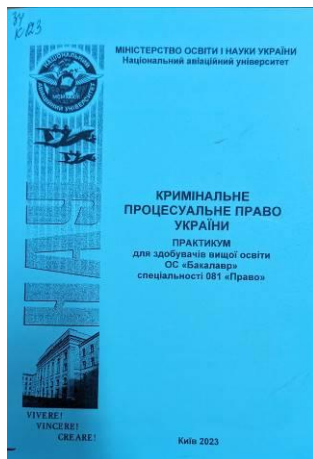 МІНІСТЕРСТВО ОСВІТИ І НАУКИ УКРАЇНИ
Національний авіаційний університет
КРИМІНАЛЬНЕ
ПРОЦЕСУАЛЬНЕ ПРАВО
УКРАЇНИ
ПРАКТИКУМ
для здобувачів вищої освіти
ОС «Бакалавр»
спеціальності 081 «Право»
НАУ
VIVERE!
VINCERE!
CREARE!
Київ 2023